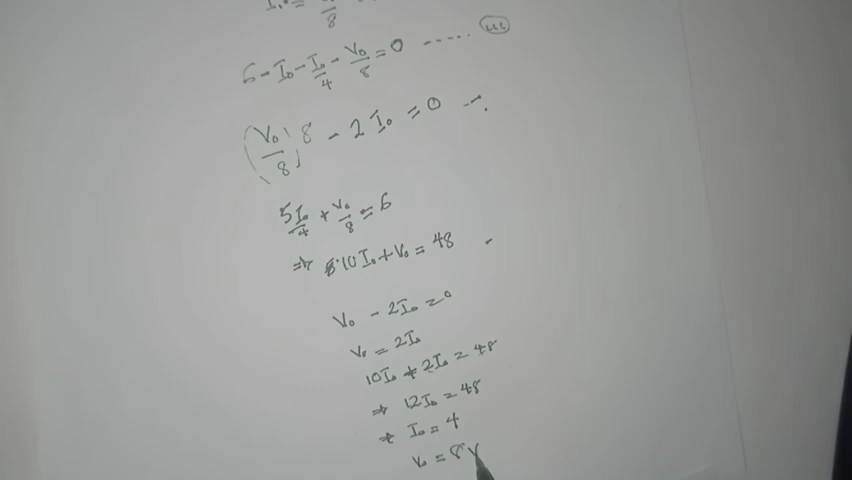 6 - I₀ - I₀/4 - V₀/8 = 0 ......
(V₀/8) 8 - 2I₀ = 0
5I₀/4 + V₀/8 = 6
⇒ 10I₀ + V₀ = 48
V₀ - 2I₀ = 0
V₀ = 2I₀
10I₀ + 2I₀ = 48
⇒ 12I₀ = 48
⇒ I₀ = 4
V₀ = 8V